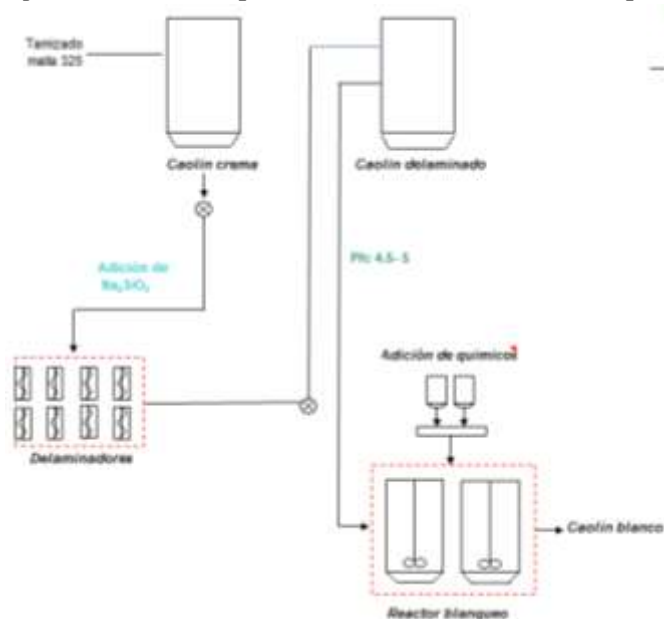 Tamizado
malla 325
Caolín crema
Caolín delaminado
Adición de
Na₂SiO₃
PH: 4.5- 5
Adición de químicos
Delaminadores
Caolín blanco
Reactor blanqueo